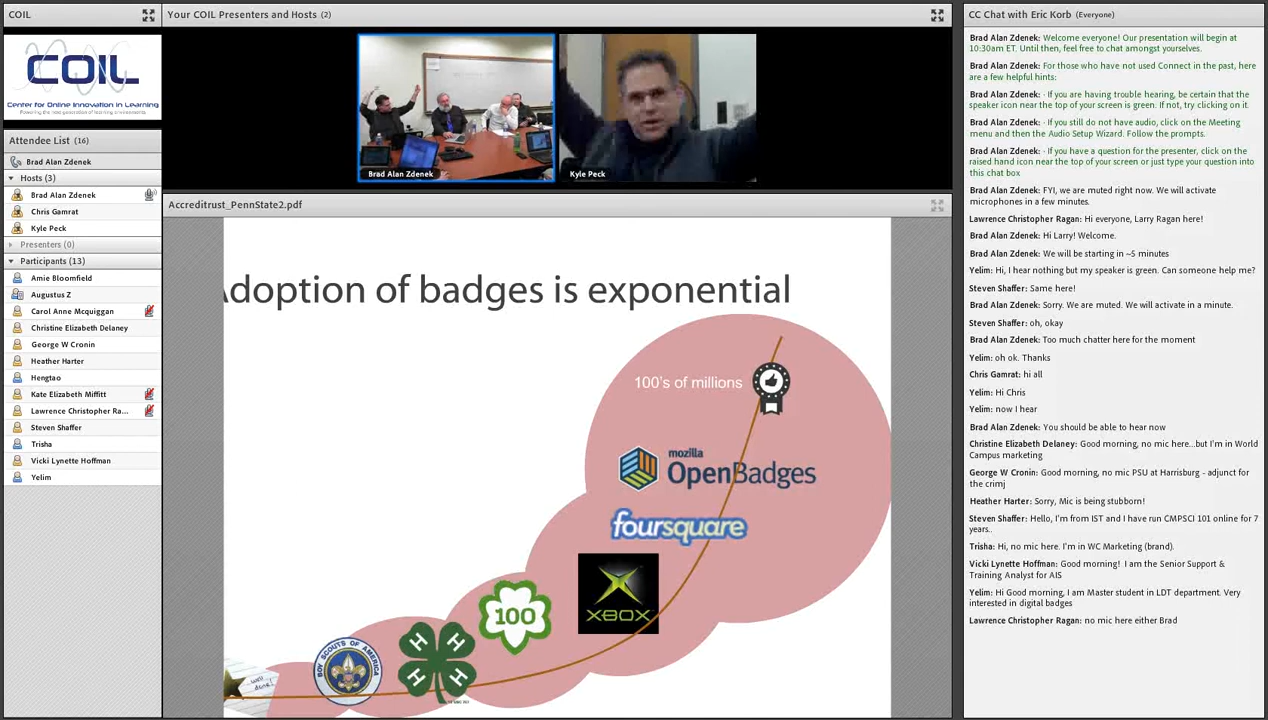 COIL
COIL
Center for Online Innovation in Learning
Powering the next generation of learning environments.
Attendee List (16)
Brad Alan Zdenek
Hosts (3)
Brad Alan Zdenek
Chris Gamrat
Kyle Peck
Presenters (0)
Participants (13)
Amie Bloomfield
Augustus Z
Carol Anne Mcquiggan
Christine Elizabeth Delaney
George W Cronin
Heather Harter
Hengtao
Kate Elizabeth Miffitt
Lawrence Christopher Ra...
Steven Shaffer
Trisha
Vicki Lynette Hoffman
Yelim
Your COIL Presenters and Hosts (2)
Brad Alan Zdenek
Kyle Peck
Accreditrust_PennState2.pdf
Adoption of badges is exponential
100's of millions
mozilla
OpenBadges
foursquare
XBOX
100
H H
H H
BOY SCOUTS OF AMERICA
WELL
DONE!
CC Chat with Eric Korb (Everyone)
Brad Alan Zdenek: Welcome everyone! Our presentation will begin at
10:30am ET. Until then, feel free to chat amongst yourselves.
Brad Alan Zdenek: For those who have not used Connect in the past, here
are a few helpful hints:
Brad Alan Zdenek: · If you are having trouble hearing, be certain that the
speaker icon near the top of your screen is green. If not, try clicking on it.
Brad Alan Zdenek: · If you still do not have audio, click on the Meeting
menu and then the Audio Setup Wizard. Follow the prompts.
Brad Alan Zdenek: · If you have a question for the presenter, click on the
raised hand icon near the top of your screen or just type your question into
this chat box
Brad Alan Zdenek: FYI, we are muted right now. We will activate
microphones in a few minutes.
Lawrence Christopher Ragan: Hi everyone, Larry Ragan here!
Brad Alan Zdenek: Hi Larry! Welcome.
Brad Alan Zdenek: We will be starting in ~5 minutes
Yelim: Hi, I hear nothing but my speaker is green. Can someone help me?
Steven Shaffer: Same here!
Brad Alan Zdenek: Sorry. We are muted. We will activate in a minute.
Steven Shaffer: oh, okay
Brad Alan Zdenek: Too much chatter here for the moment
Yelim: oh ok. Thanks
Chris Gamrat: hi all
Yelim: Hi Chris
Yelim: now I hear
Brad Alan Zdenek: You should be able to hear now
Christine Elizabeth Delaney: Good morning, no mic here...but I'm in World
Campus marketing
George W Cronin: Good morning, no mic PSU at Harrisburg - adjunct for
the crimj
Heather Harter: Sorry, Mic is being stubborn!
Steven Shaffer: Hello, I'm from IST and I have run CMPSCI 101 online for 7
years..
Trisha: Hi, no mic here. I'm in WC Marketing (brand).
Vicki Lynette Hoffman: Good morning! I am the Senior Support &
Training Analyst for AIS
Yelim: Hi Good morning, I am Master student in LDT department. Very
interested in digital badges
Lawrence Christopher Ragan: no mic here either Brad